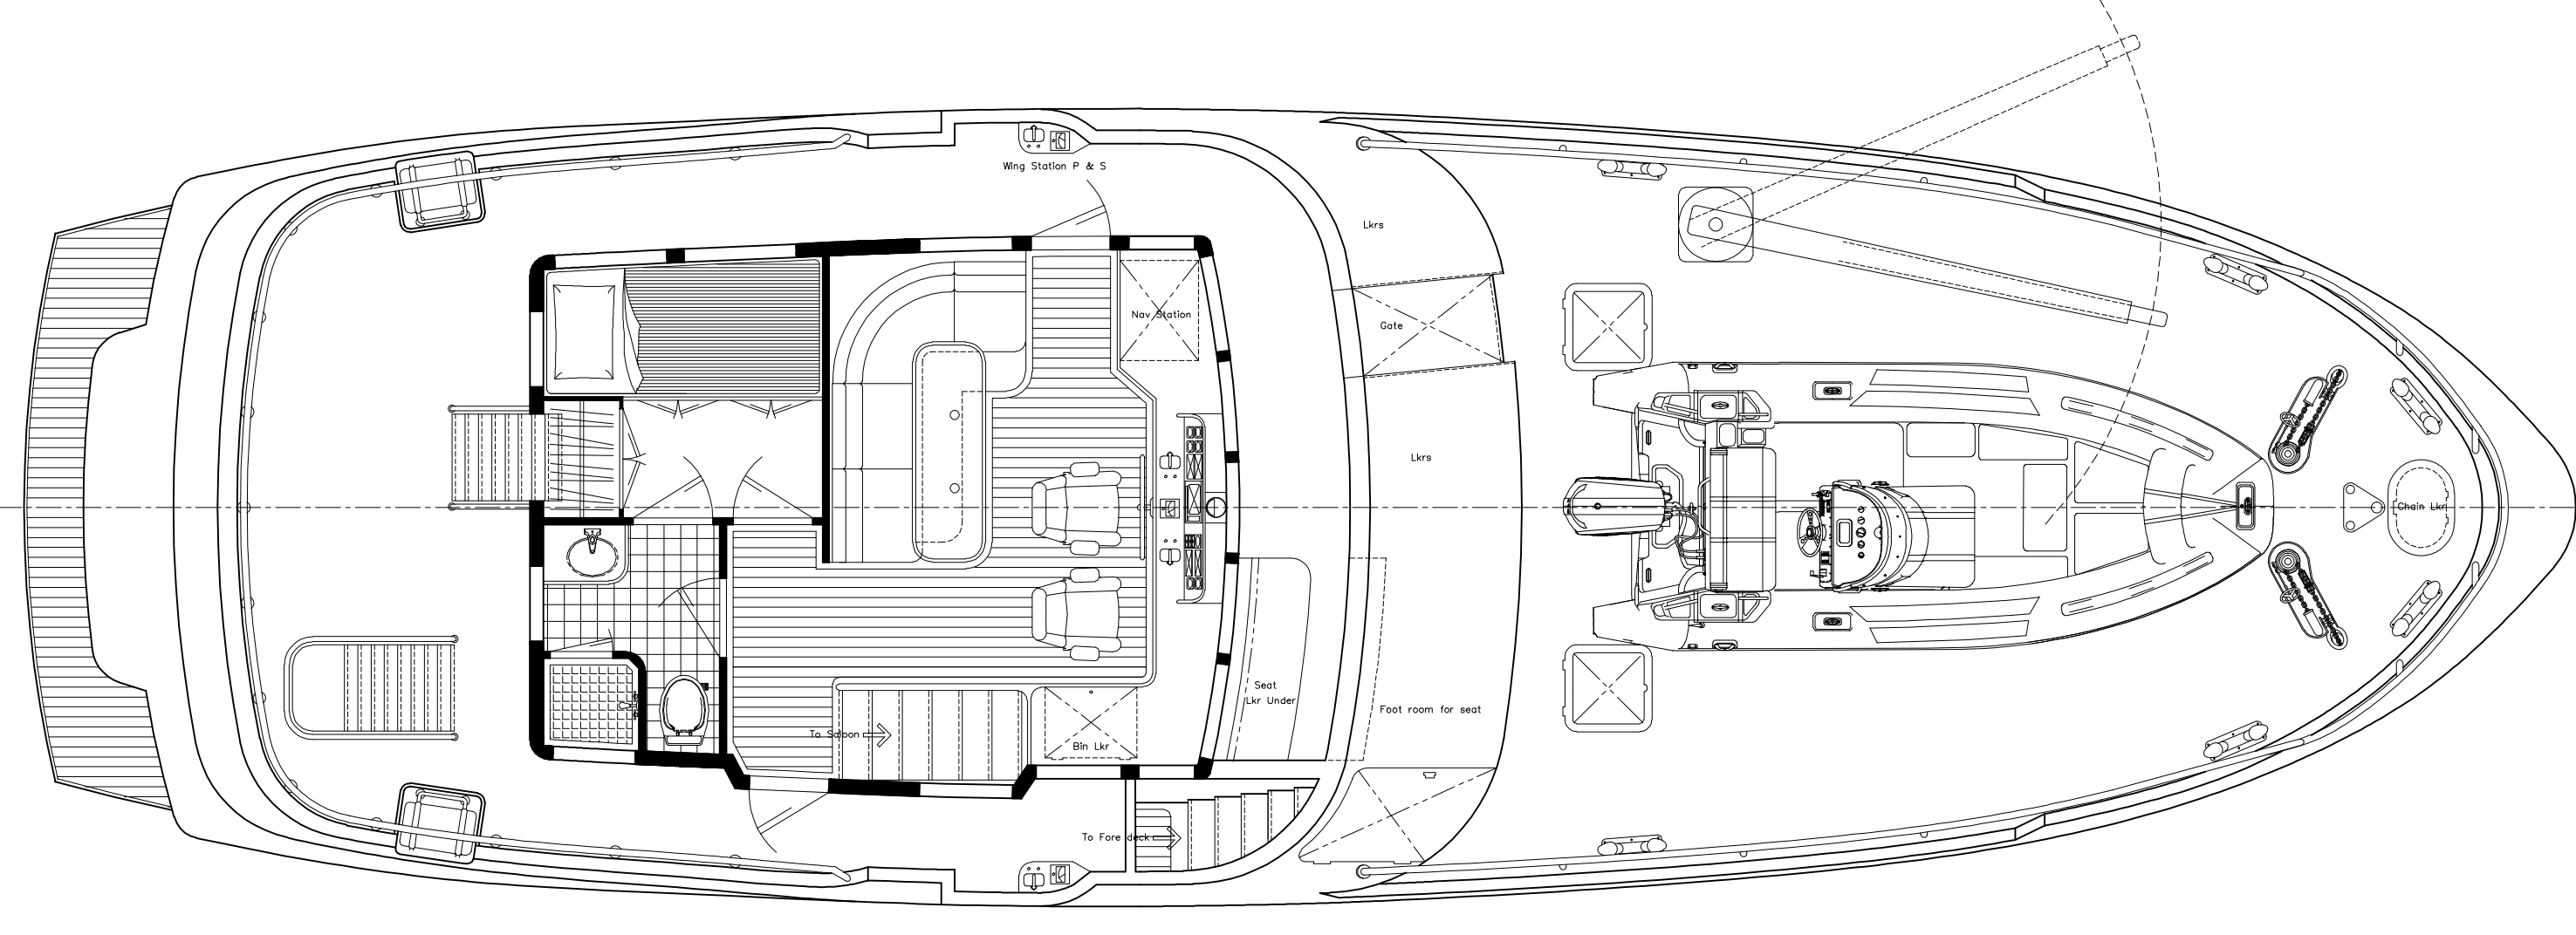 Wing Station P & S
Lkrs
Nav Station
Gate
Lkrs
Chain Lkr
Seat
Lkr Under
Foot room for seat
To Saloon
Bin Lkr
To Fore deck